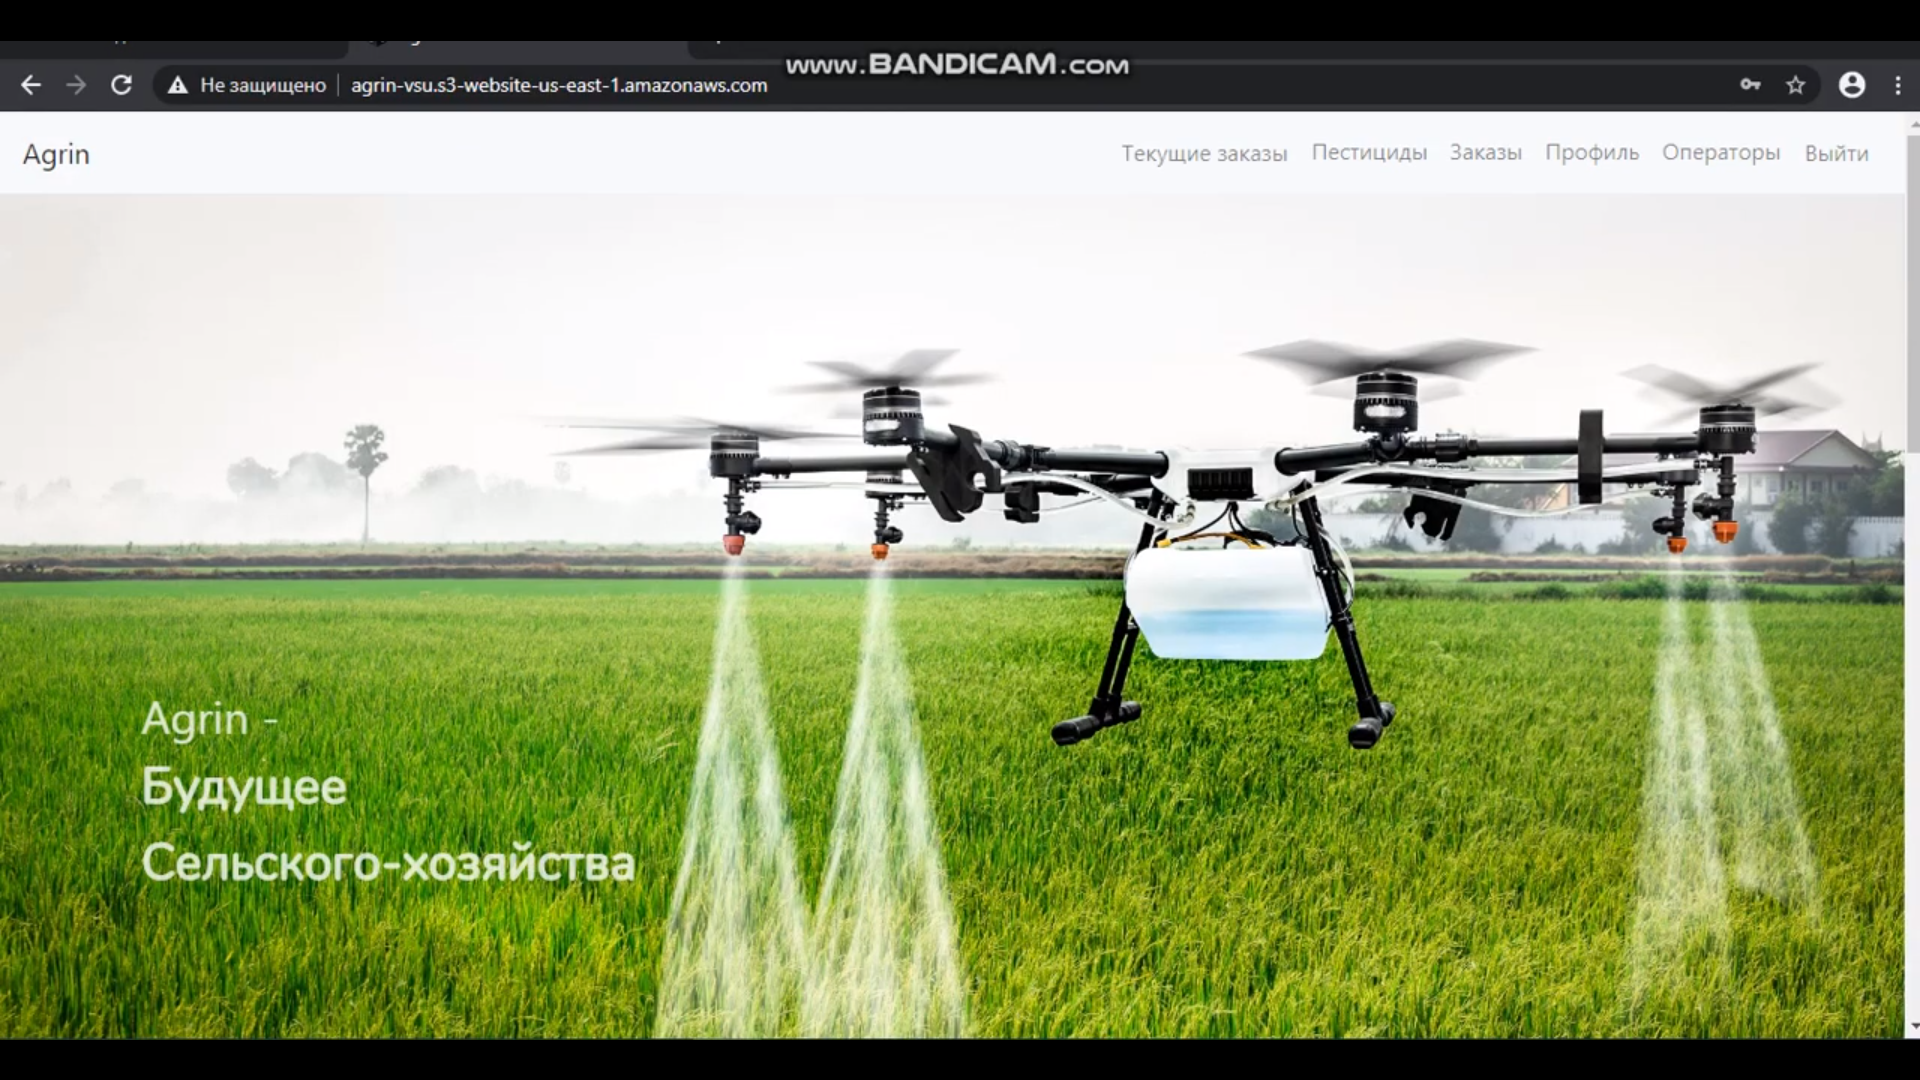 www.BANDICAM.com
Не защищено
agrin-vsu.s3-website-us-east-1.amazonaws.com
Agrin
Текущие заказы
Пестициды
Заказы
Профиль
Операторы
Выйти
Agrin -
Будущее
Сельского-хозяйства